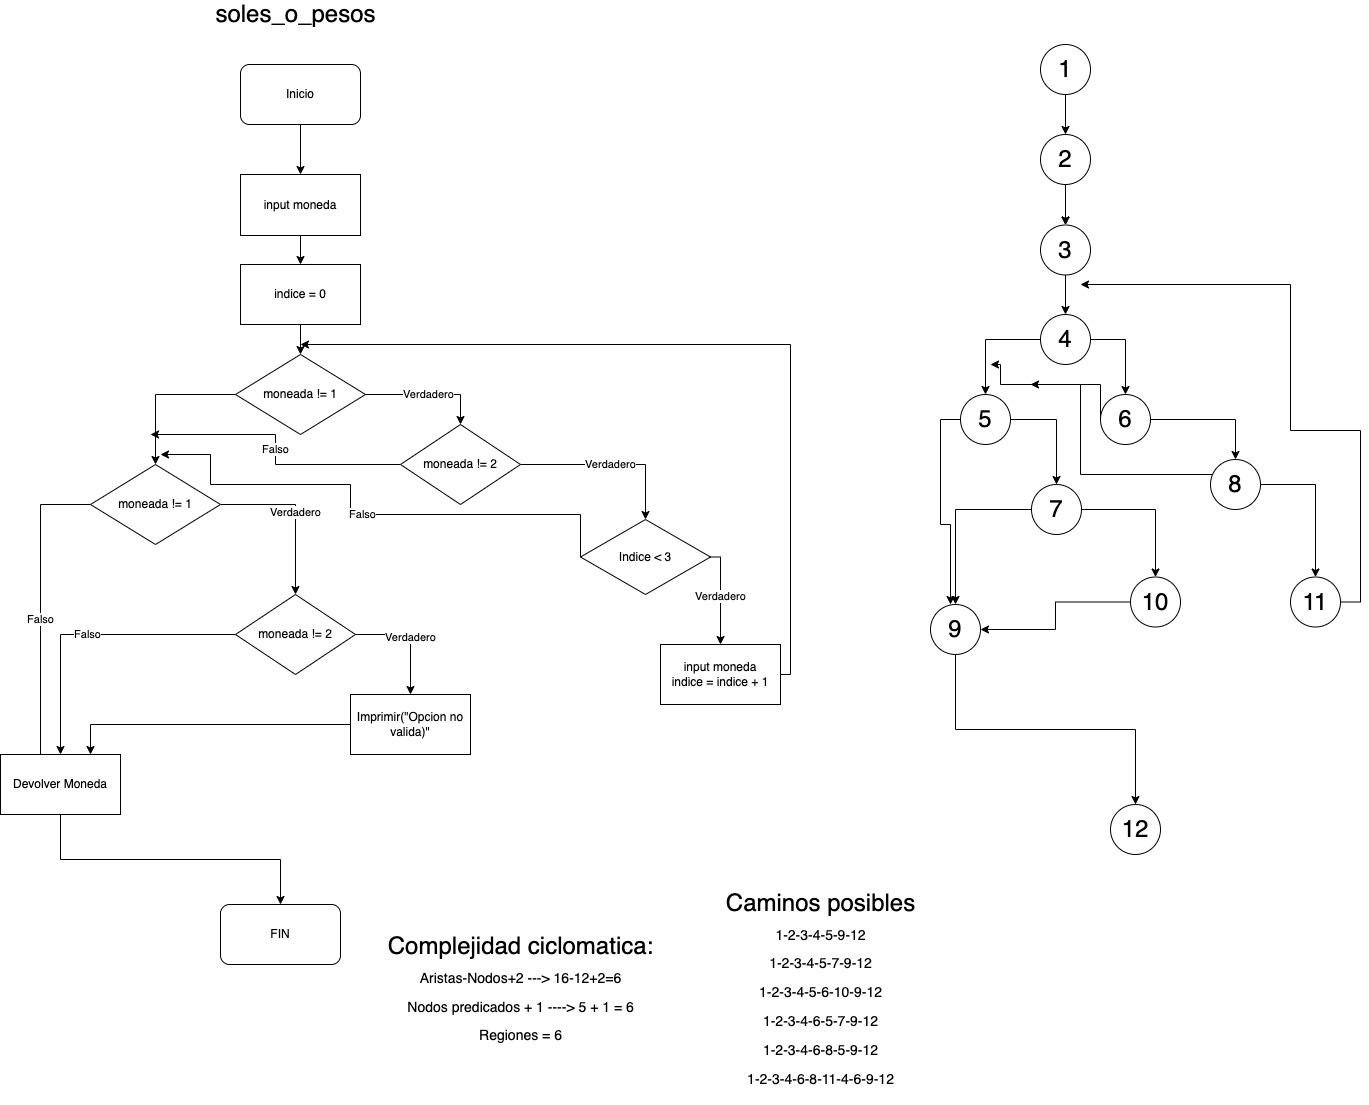 soles_o_pesos
Inicio
input moneda
indice = 0
moneada != 1
Verdadero
Falso
moneada != 2
Verdadero
moneada != 1
Verdadero
Falso
Indice < 3
Verdadero
Falso
moneada != 2
Falso
Verdadero
input moneda
indice = indice + 1
Imprimir("Opcion no
valida)"
Devolver Moneda
FIN
1
2
3
4
5
6
8
7
10
11
9
12
Complejidad ciclomatica:
Aristas-Nodos+2 ---> 16-12+2=6
Nodos predicados + 1 ----> 5 + 1 = 6
Regiones = 6
Caminos posibles
1-2-3-4-5-9-12
1-2-3-4-5-7-9-12
1-2-3-4-5-6-10-9-12
1-2-3-4-6-5-7-9-12
1-2-3-4-6-8-5-9-12
1-2-3-4-6-8-11-4-6-9-12